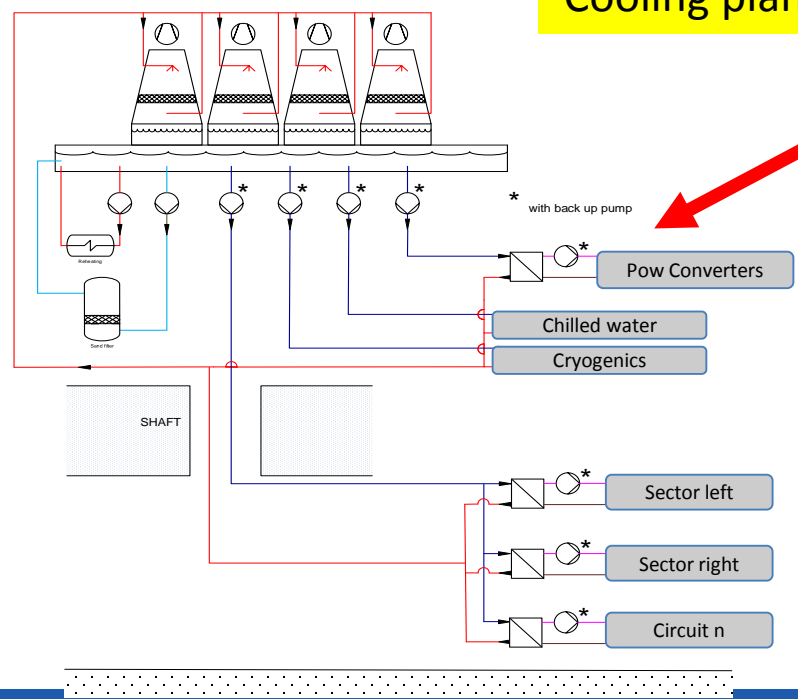 Cooling plan
* * * *
* with back up pump
*
Pow Converters
Reheating
Chilled water
Sand filter
Cryogenics
SHAFT
*
Sector left
*
Sector right
*
Circuit n